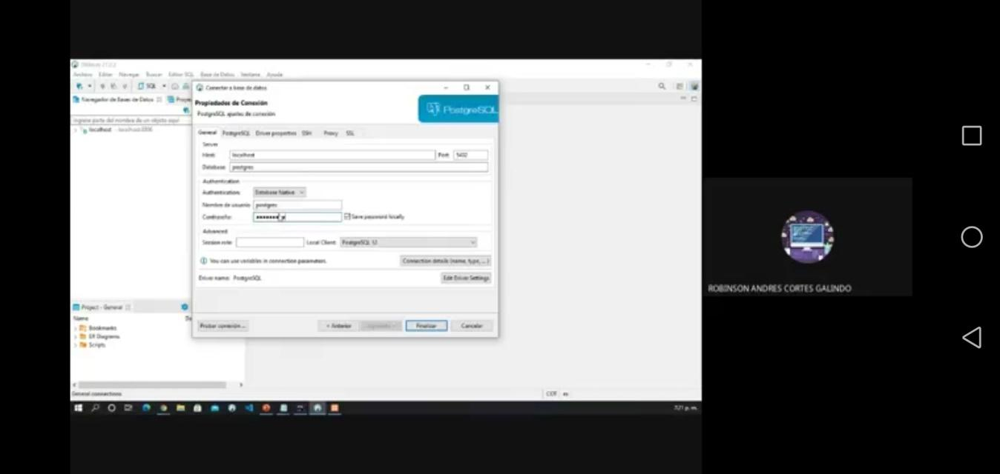 DBeaver 21.0.2
Archivo Editar Navegar Buscar Editor SQL Base de Datos Ventana Ayuda
SQL
Navegador de Bases de Datos
Ingrese parte del nombre de un objeto aquí
localhost
Conectar a base de datos
Propiedades de Conexión
PostgreSQL ajustes de conexión
PostgreSQL
General PostgreSQL Driver properties SSH Proxy SSL
Server
Host: localhost Port: 5432
Database: postgres
Authentication
Authentication: Database Native
Nombre de usuario: postgres
Contraseña: Save password locally
Advanced
Session role: Local Client: PostgreSQL 13
You can use variables in connection parameters.
Connection details (name, type, ... )
Driver name: PostgreSQL
Edit Driver Settings
Probar conexión ...
< Anterior
Siguiente >
Finalizar
Cancelar
Project - General
Name
Bookmarks
ER Diagrams
Scripts
General connections
COT es
7:21 p. m.
ROBINSON ANDRES CORTES GALINDO